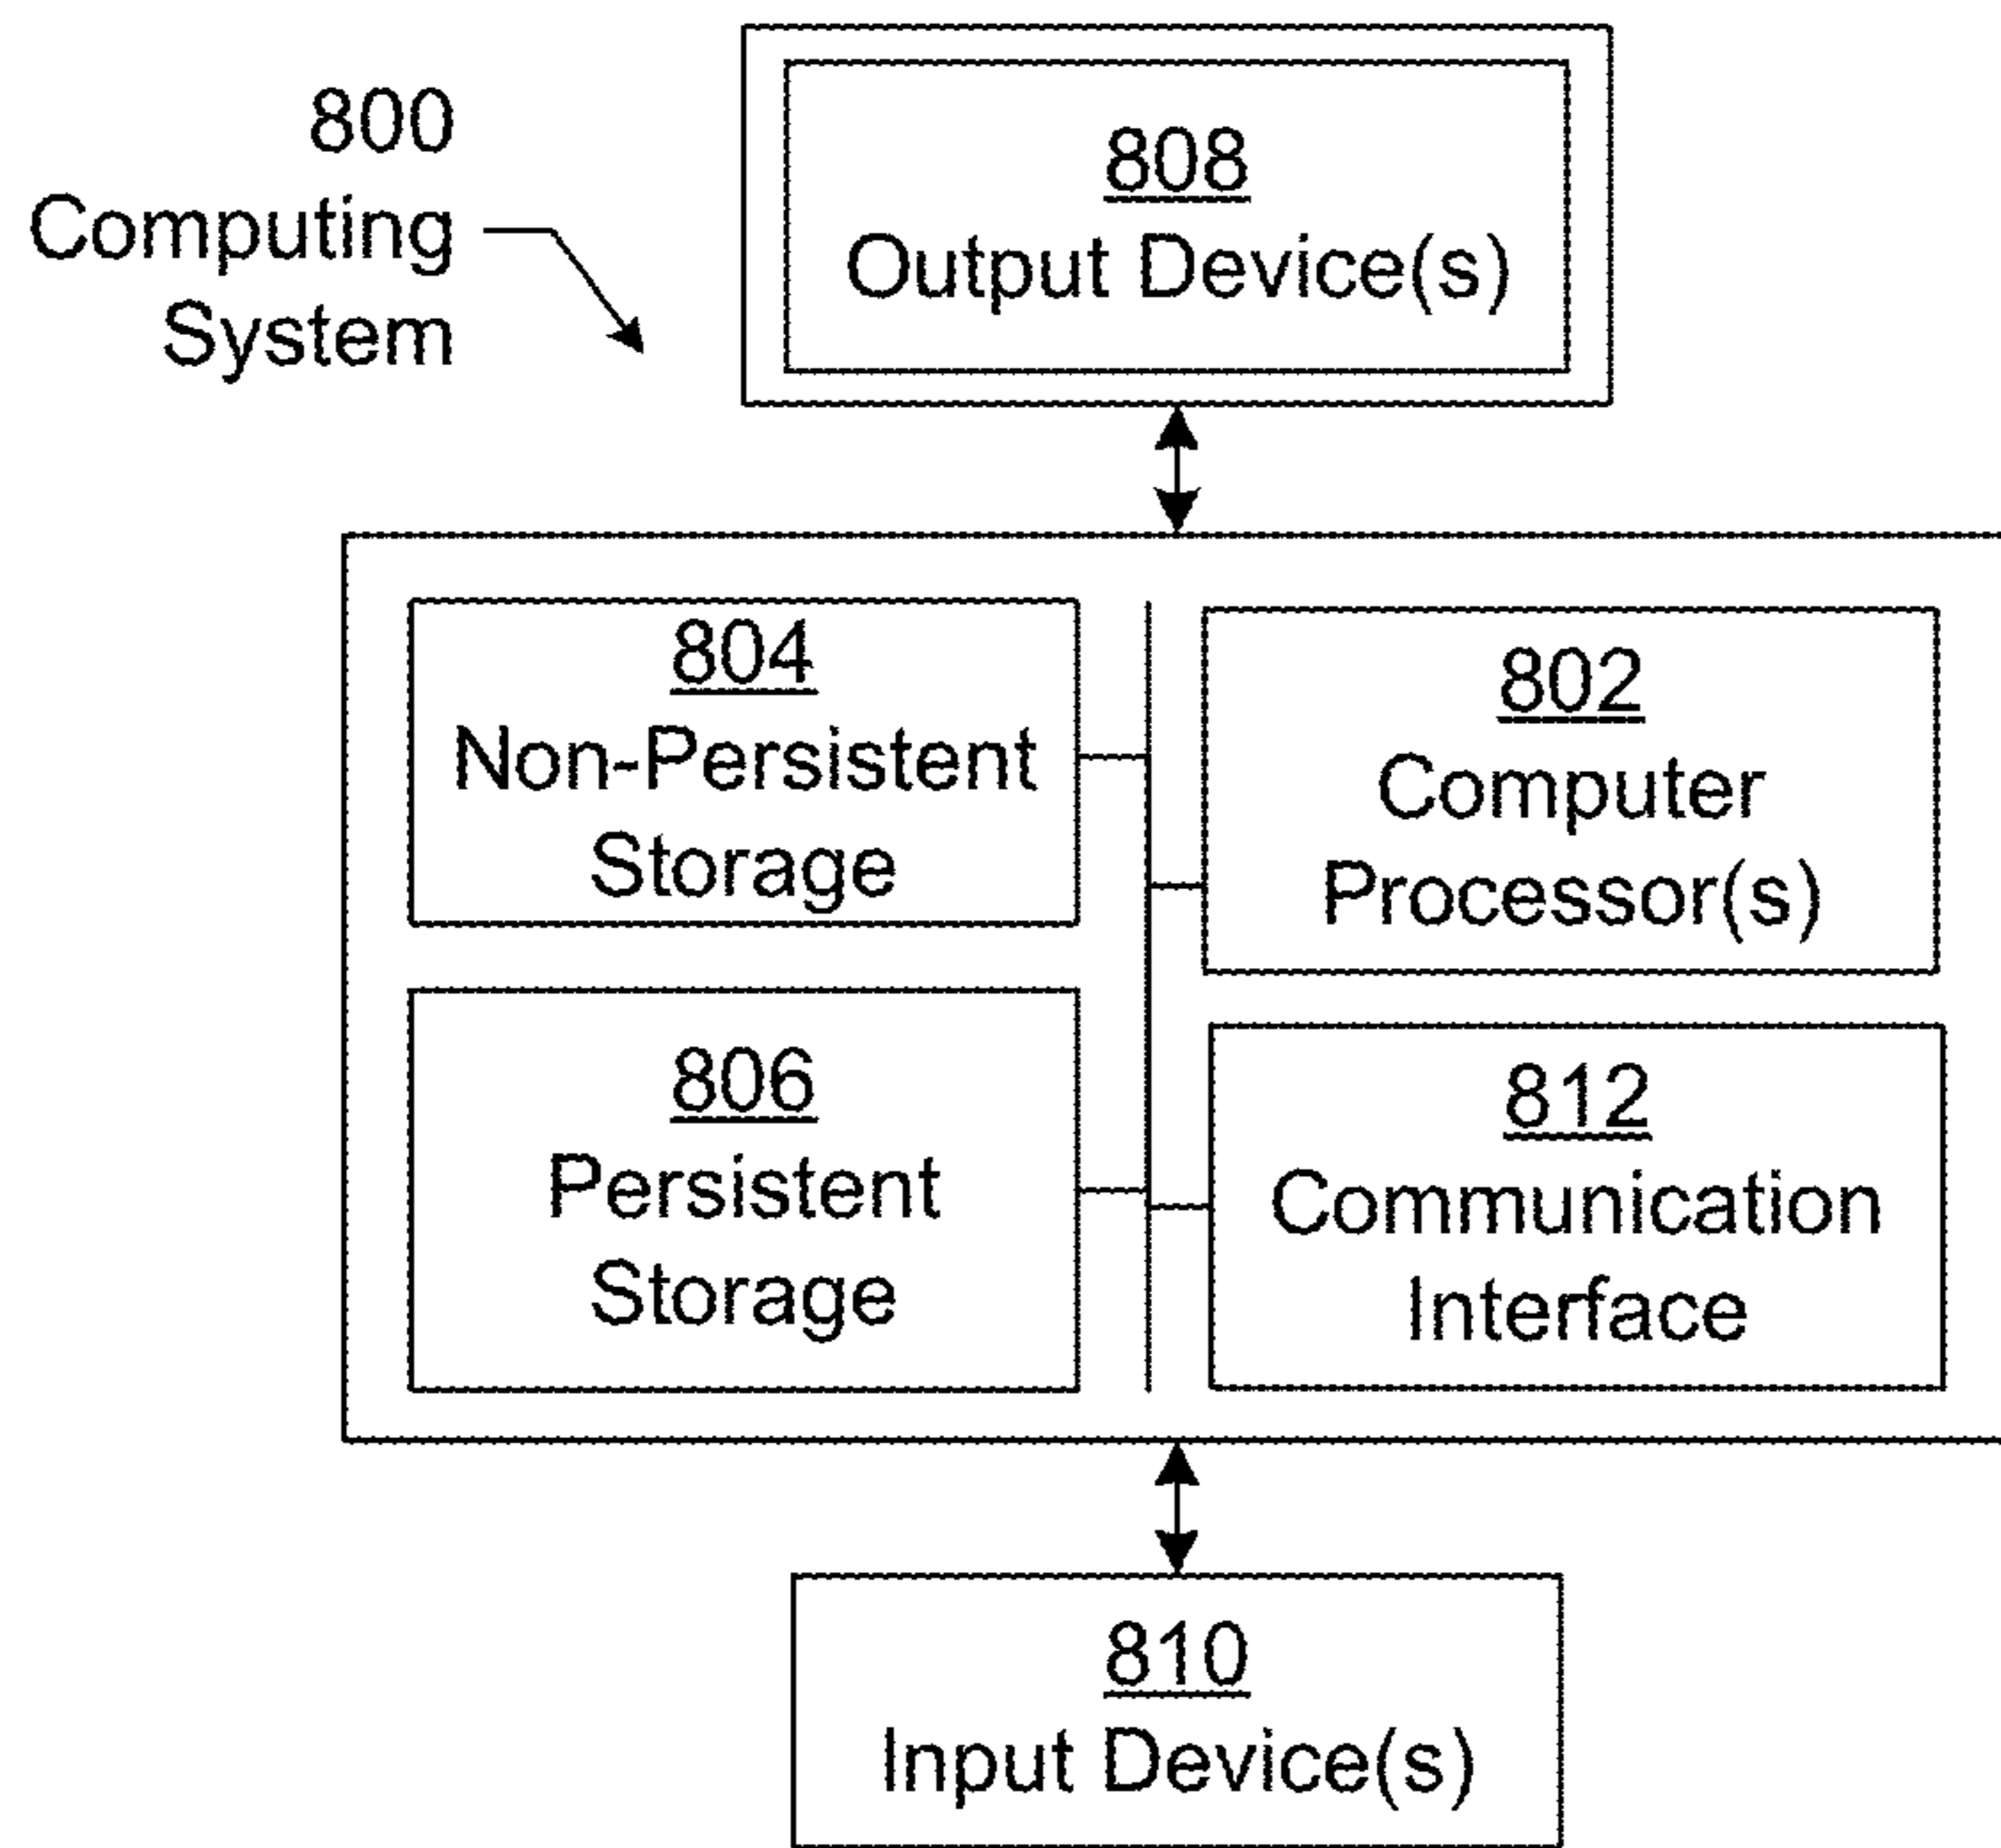 800
Computing
System
808
Output Device(s)
804
Non-Persistent
Storage
802
Computer
Processor(s)
806
Persistent
Storage
812
Communication
Interface
810
Input Device(s)